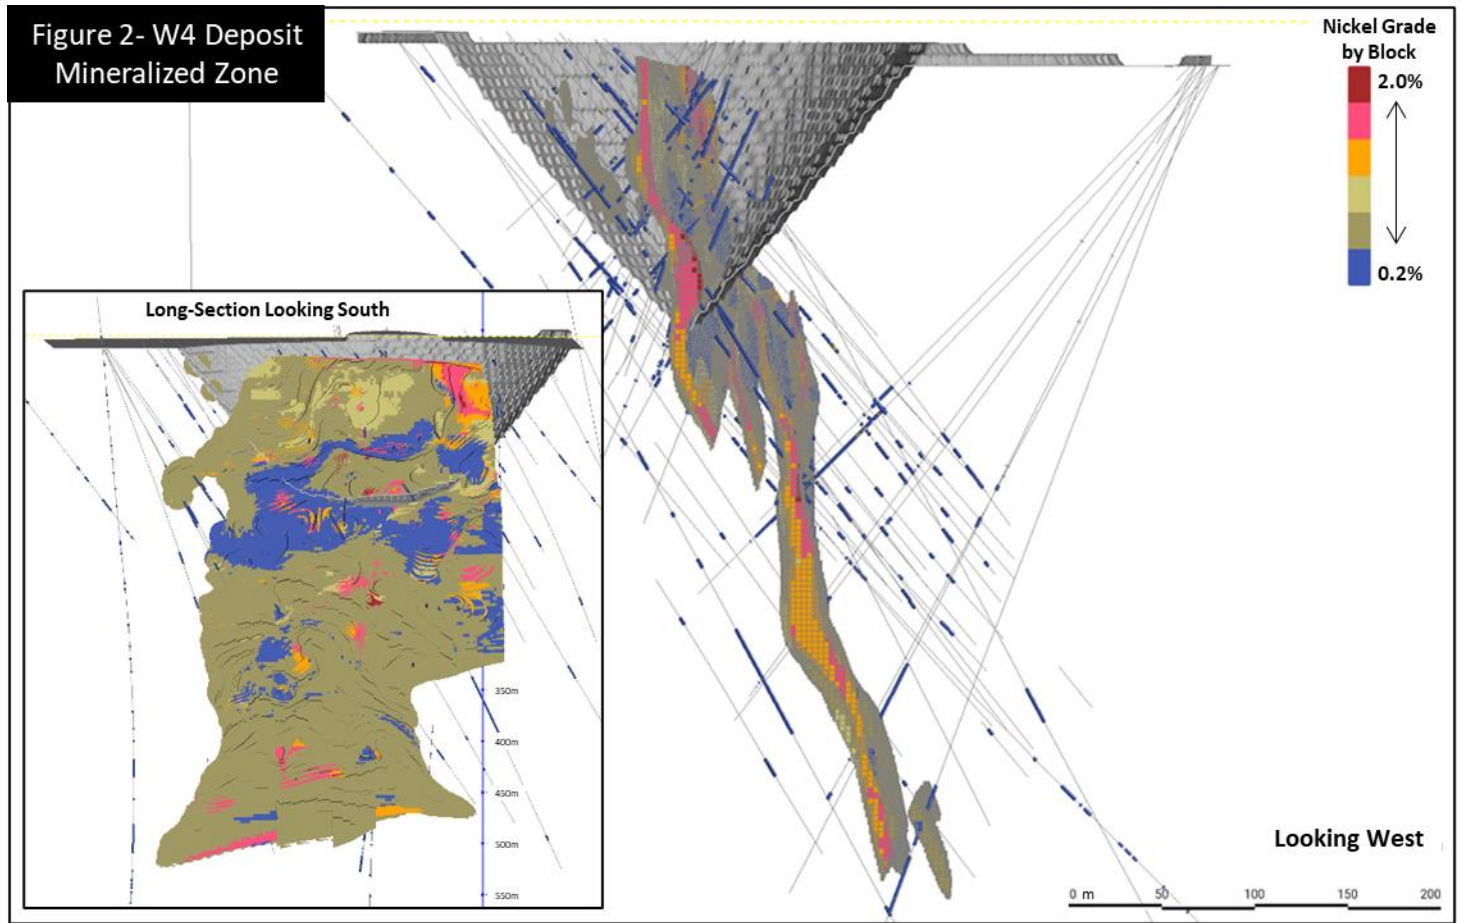 Figure 2- W4 Deposit
Mineralized Zone
Nickel Grade
by Block
2.0%
0.2%
Long-Section Looking South
350m
400m
450m
500m
550m
Looking West
0 m 50 100 150 200